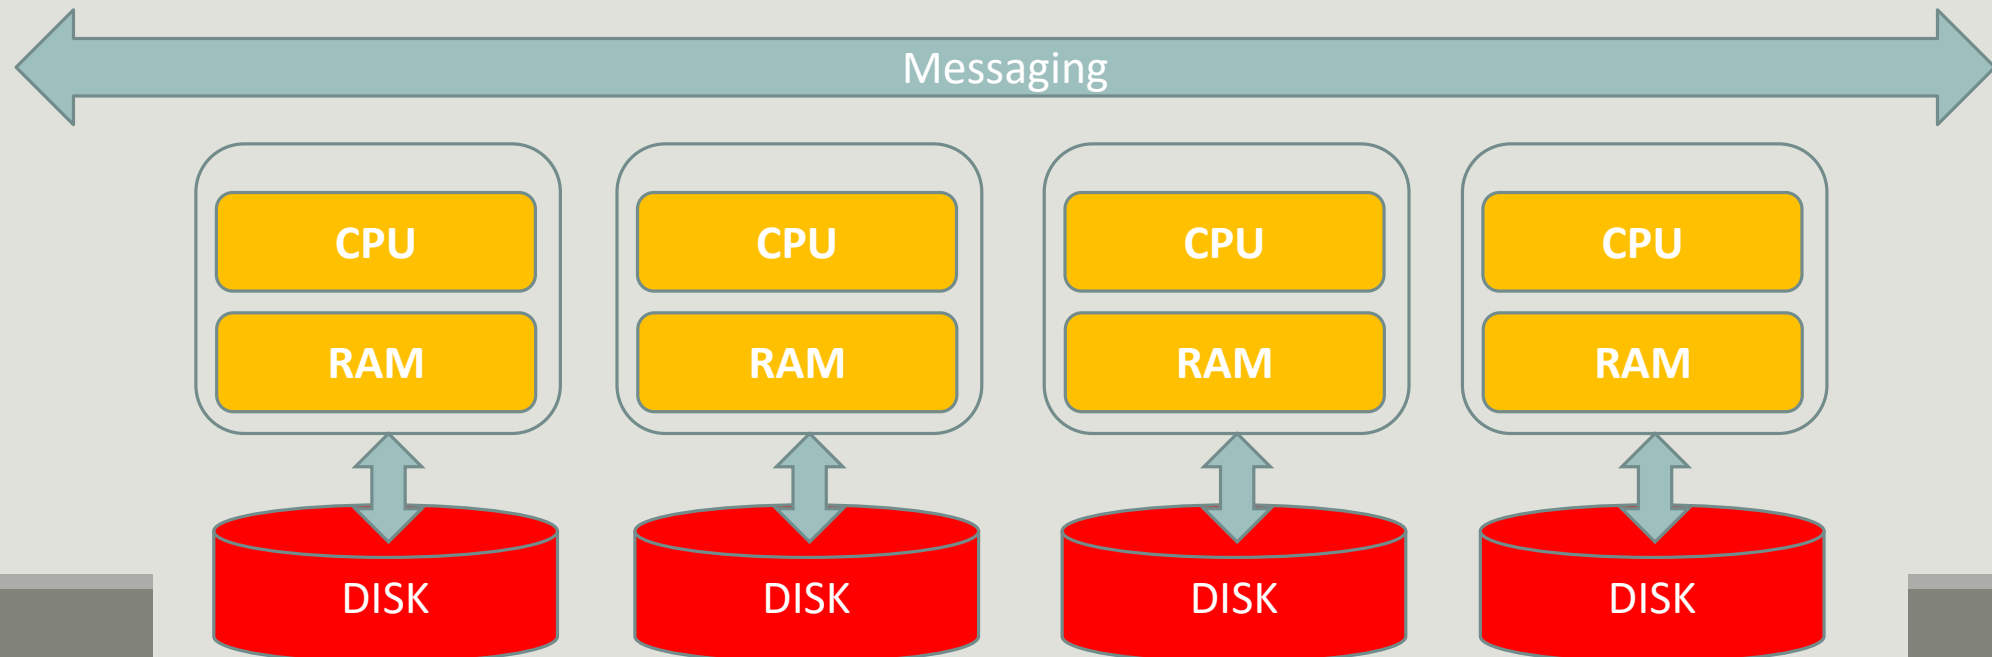 Messaging
CPU CPU CPU CPU
RAM RAM RAM RAM
DISK DISK DISK DISK